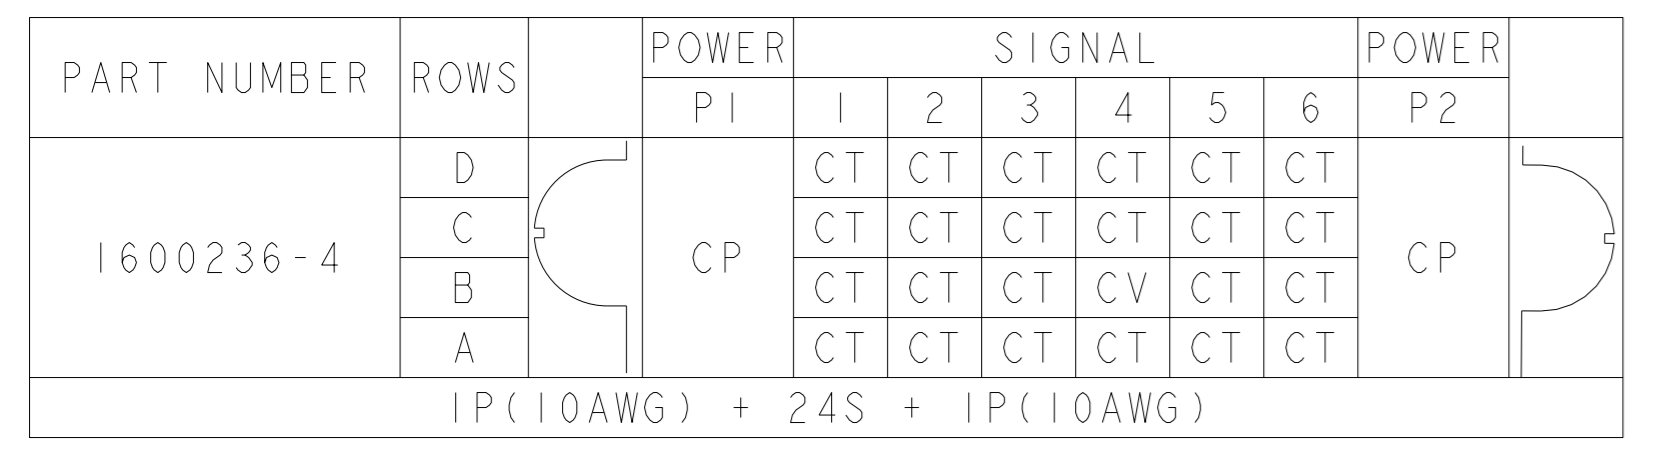 POWER SIGNAL POWER
PART NUMBER ROWS
P1 1 2 3 4 5 6 P2
D CT CT CT CT CT CT
C CT CT CT CT CT CT
1600236-4 CP CP
B CT CT CT CV CT CT
A CT CT CT CT CT CT
1P(10AWG) + 24S + 1P(10AWG)